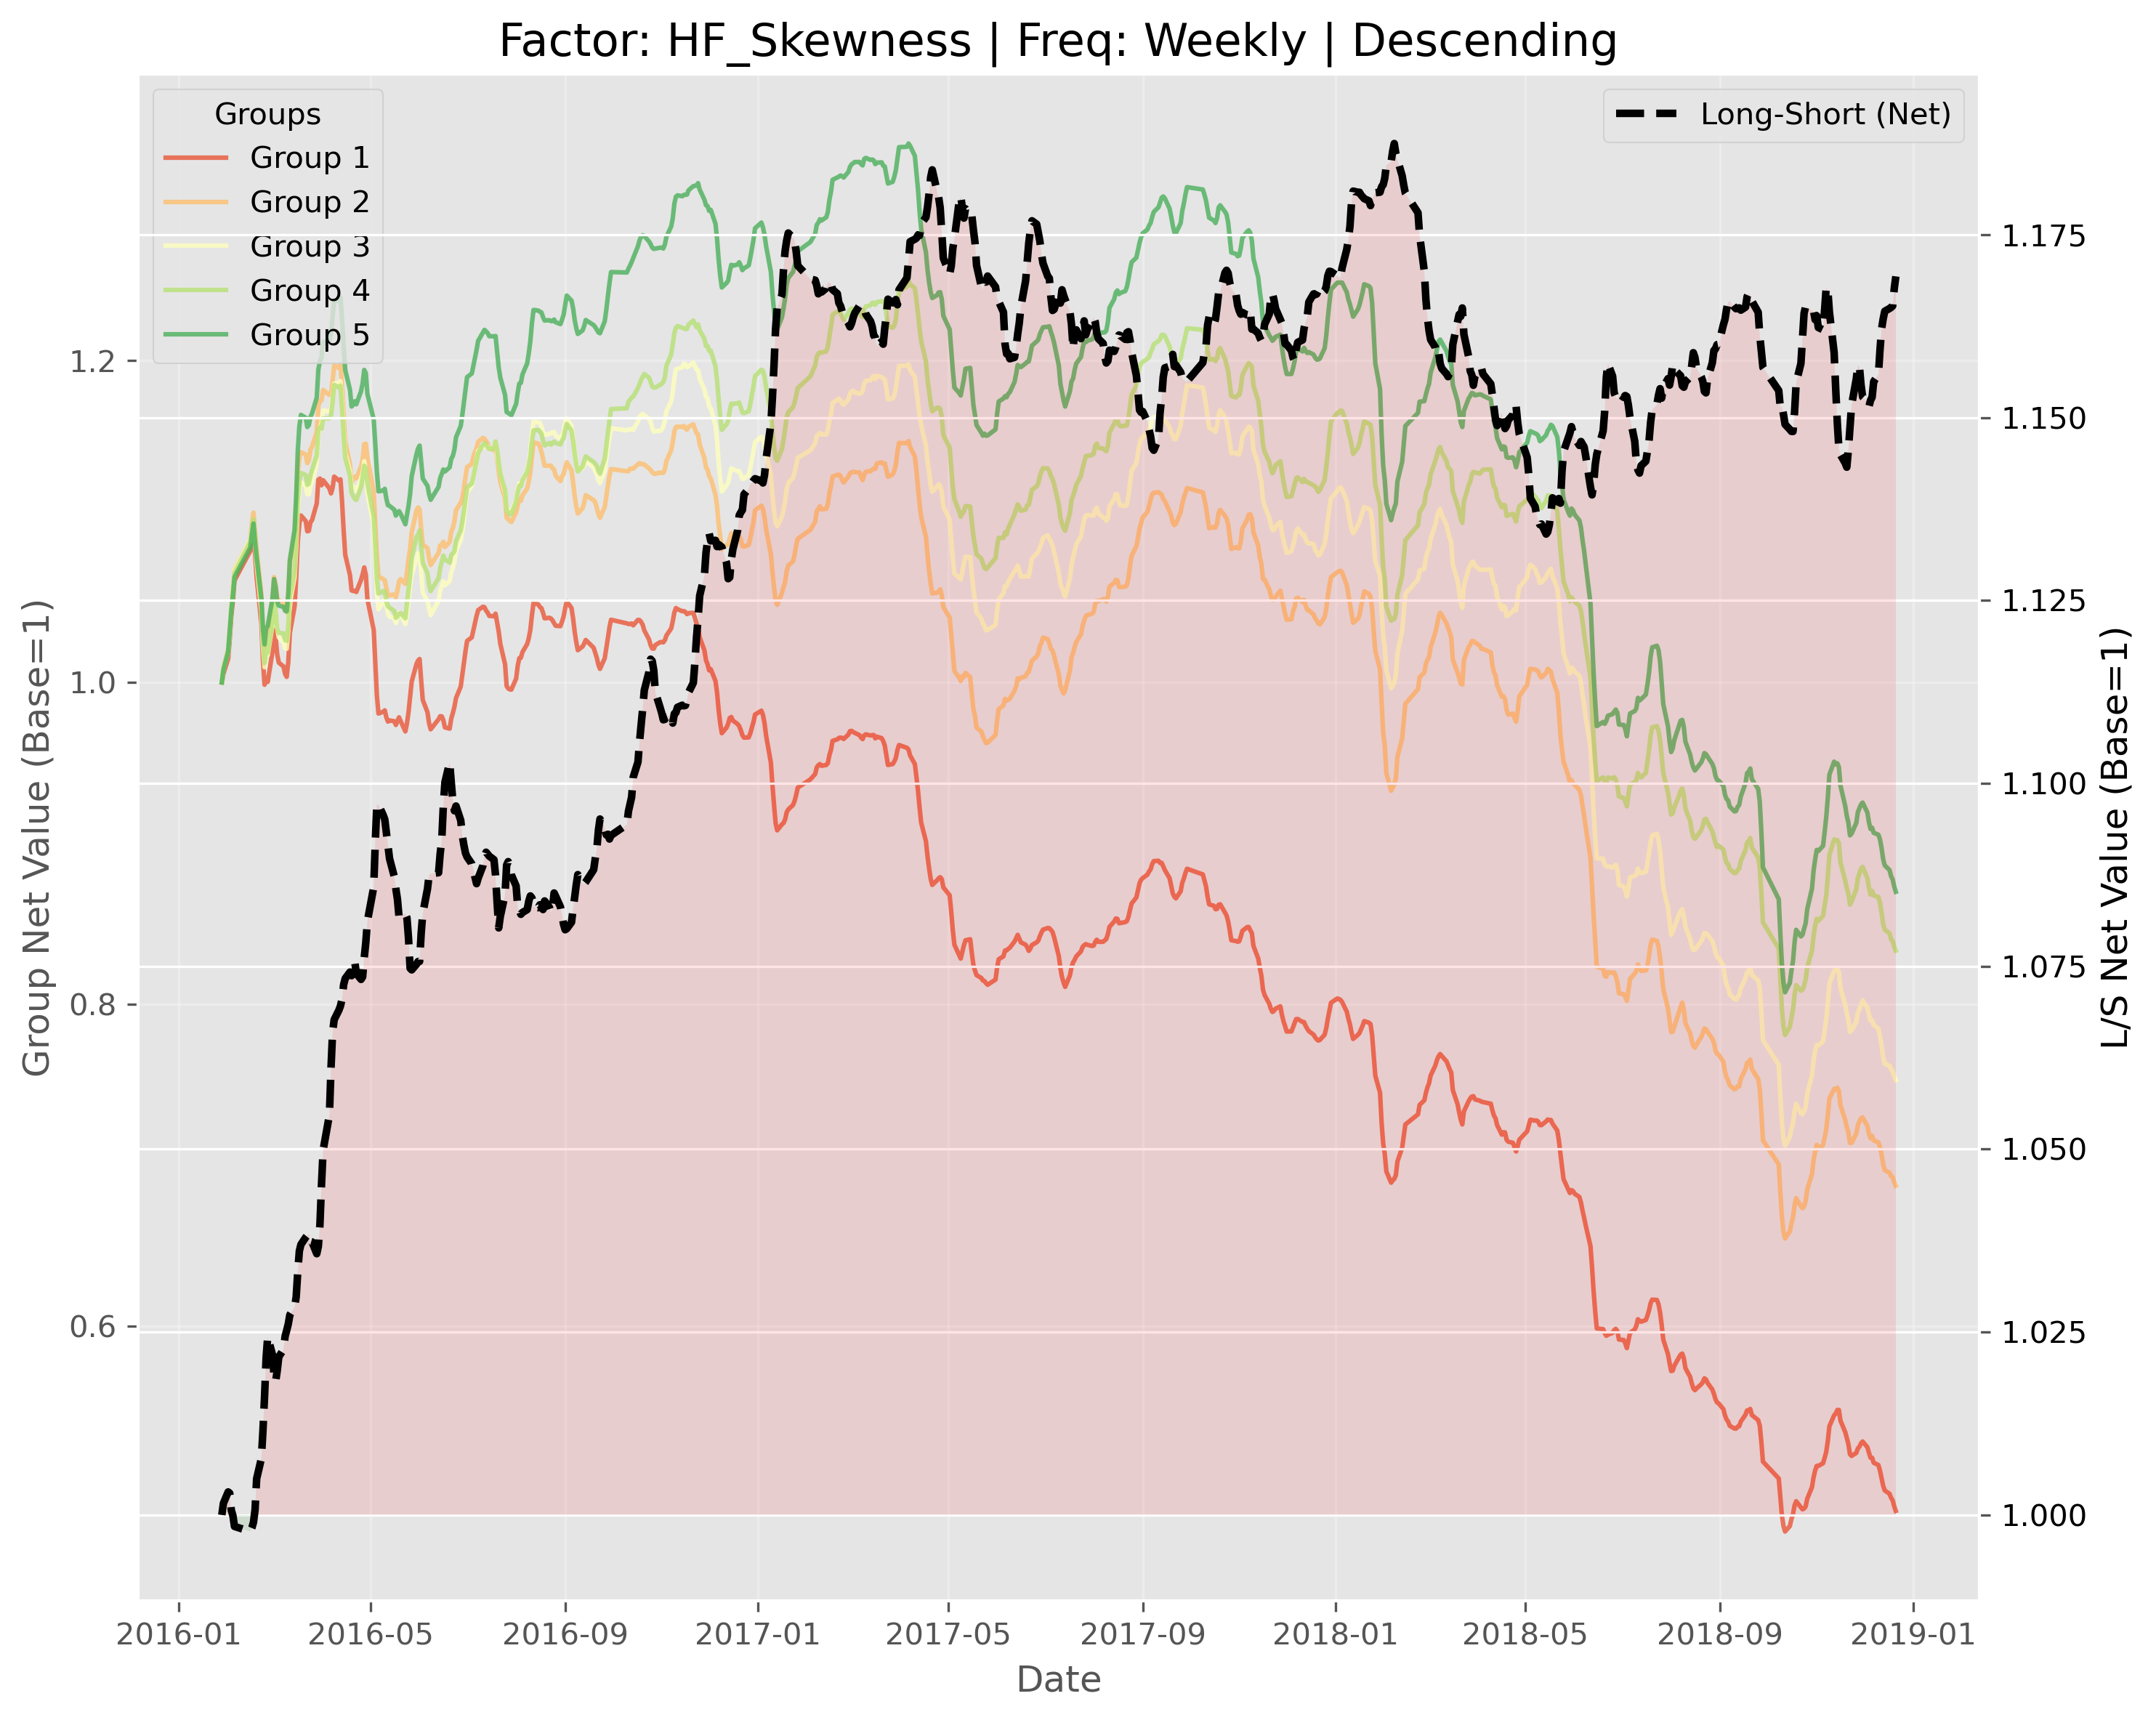 Factor: HF_Skewness | Freq: Weekly | Descending
Groups
Group 1
Group 2
Group 3
Group 4
Group 5
Long-Short (Net)
Group Net Value (Base=1)
1.2
1.0
0.8
0.6
L/S Net Value (Base=1)
1.175
1.150
1.125
1.100
1.075
1.050
1.025
1.000
2016-01
2016-05
2016-09
2017-01
2017-05
2017-09
2018-01
2018-05
2018-09
2019-01
Date